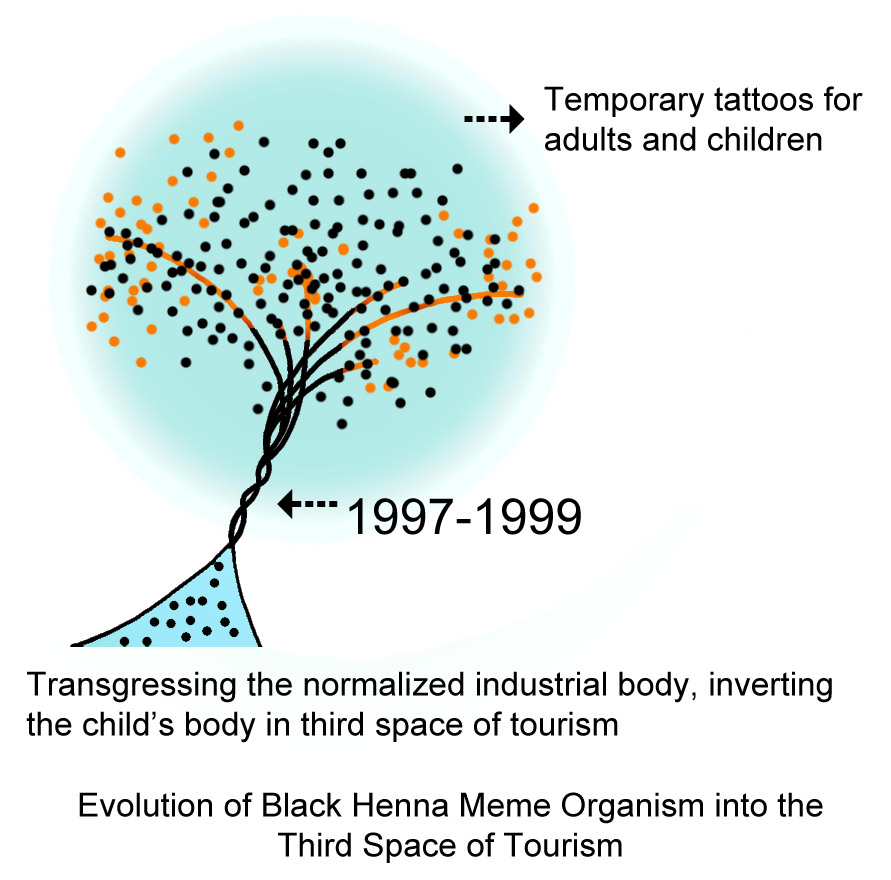 Temporary tattoos for
adults and children
1997-1999
Transgressing the normalized industrial body, inverting
the child's body in third space of tourism
Evolution of Black Henna Meme Organism into the
Third Space of Tourism